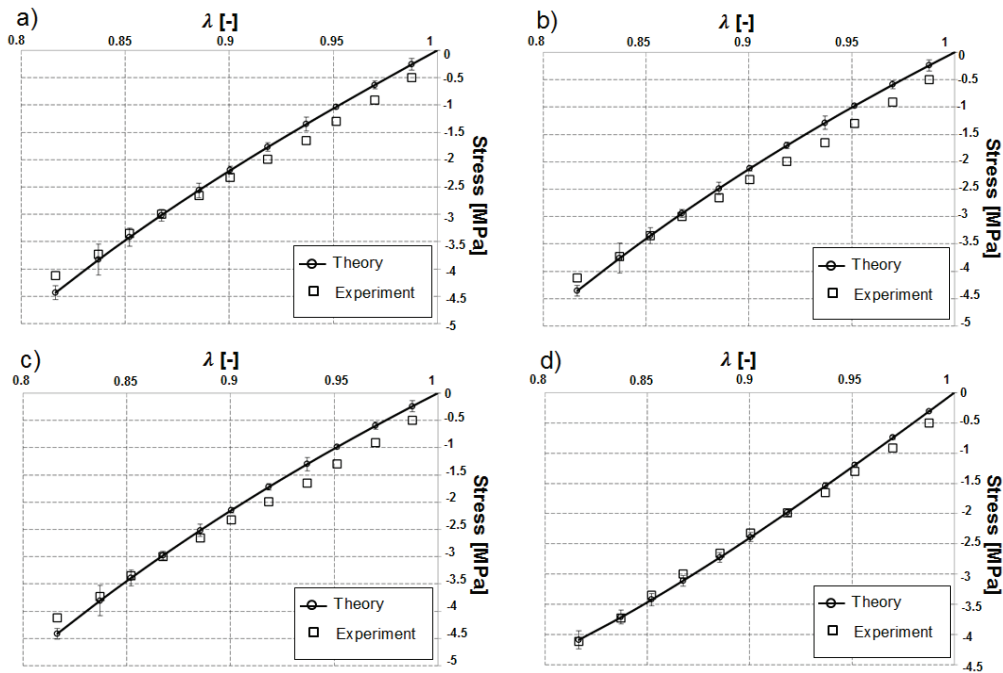 a)
λ [-]
0.8 0.85 0.9 0.95 1
0
-0.5
-1
-1.5
-2
-2.5
-3
-3.5
-4
-4.5
-5
Stress [MPa]
Theory
Experiment
b)
λ [-]
0.8 0.85 0.9 0.95 1
0
-0.5
-1
-1.5
-2
-2.5
-3
-3.5
-4
-4.5
-5
Stress [MPa]
Theory
Experiment
c)
λ [-]
0.8 0.85 0.9 0.95 1
0
-0.5
-1
-1.5
-2
-2.5
-3
-3.5
-4
-4.5
-5
Stress [MPa]
Theory
Experiment
d)
λ [-]
0.8 0.85 0.9 0.95 1
0
-0.5
-1
-1.5
-2
-2.5
-3
-3.5
-4
-4.5
Stress [MPa]
Theory
Experiment